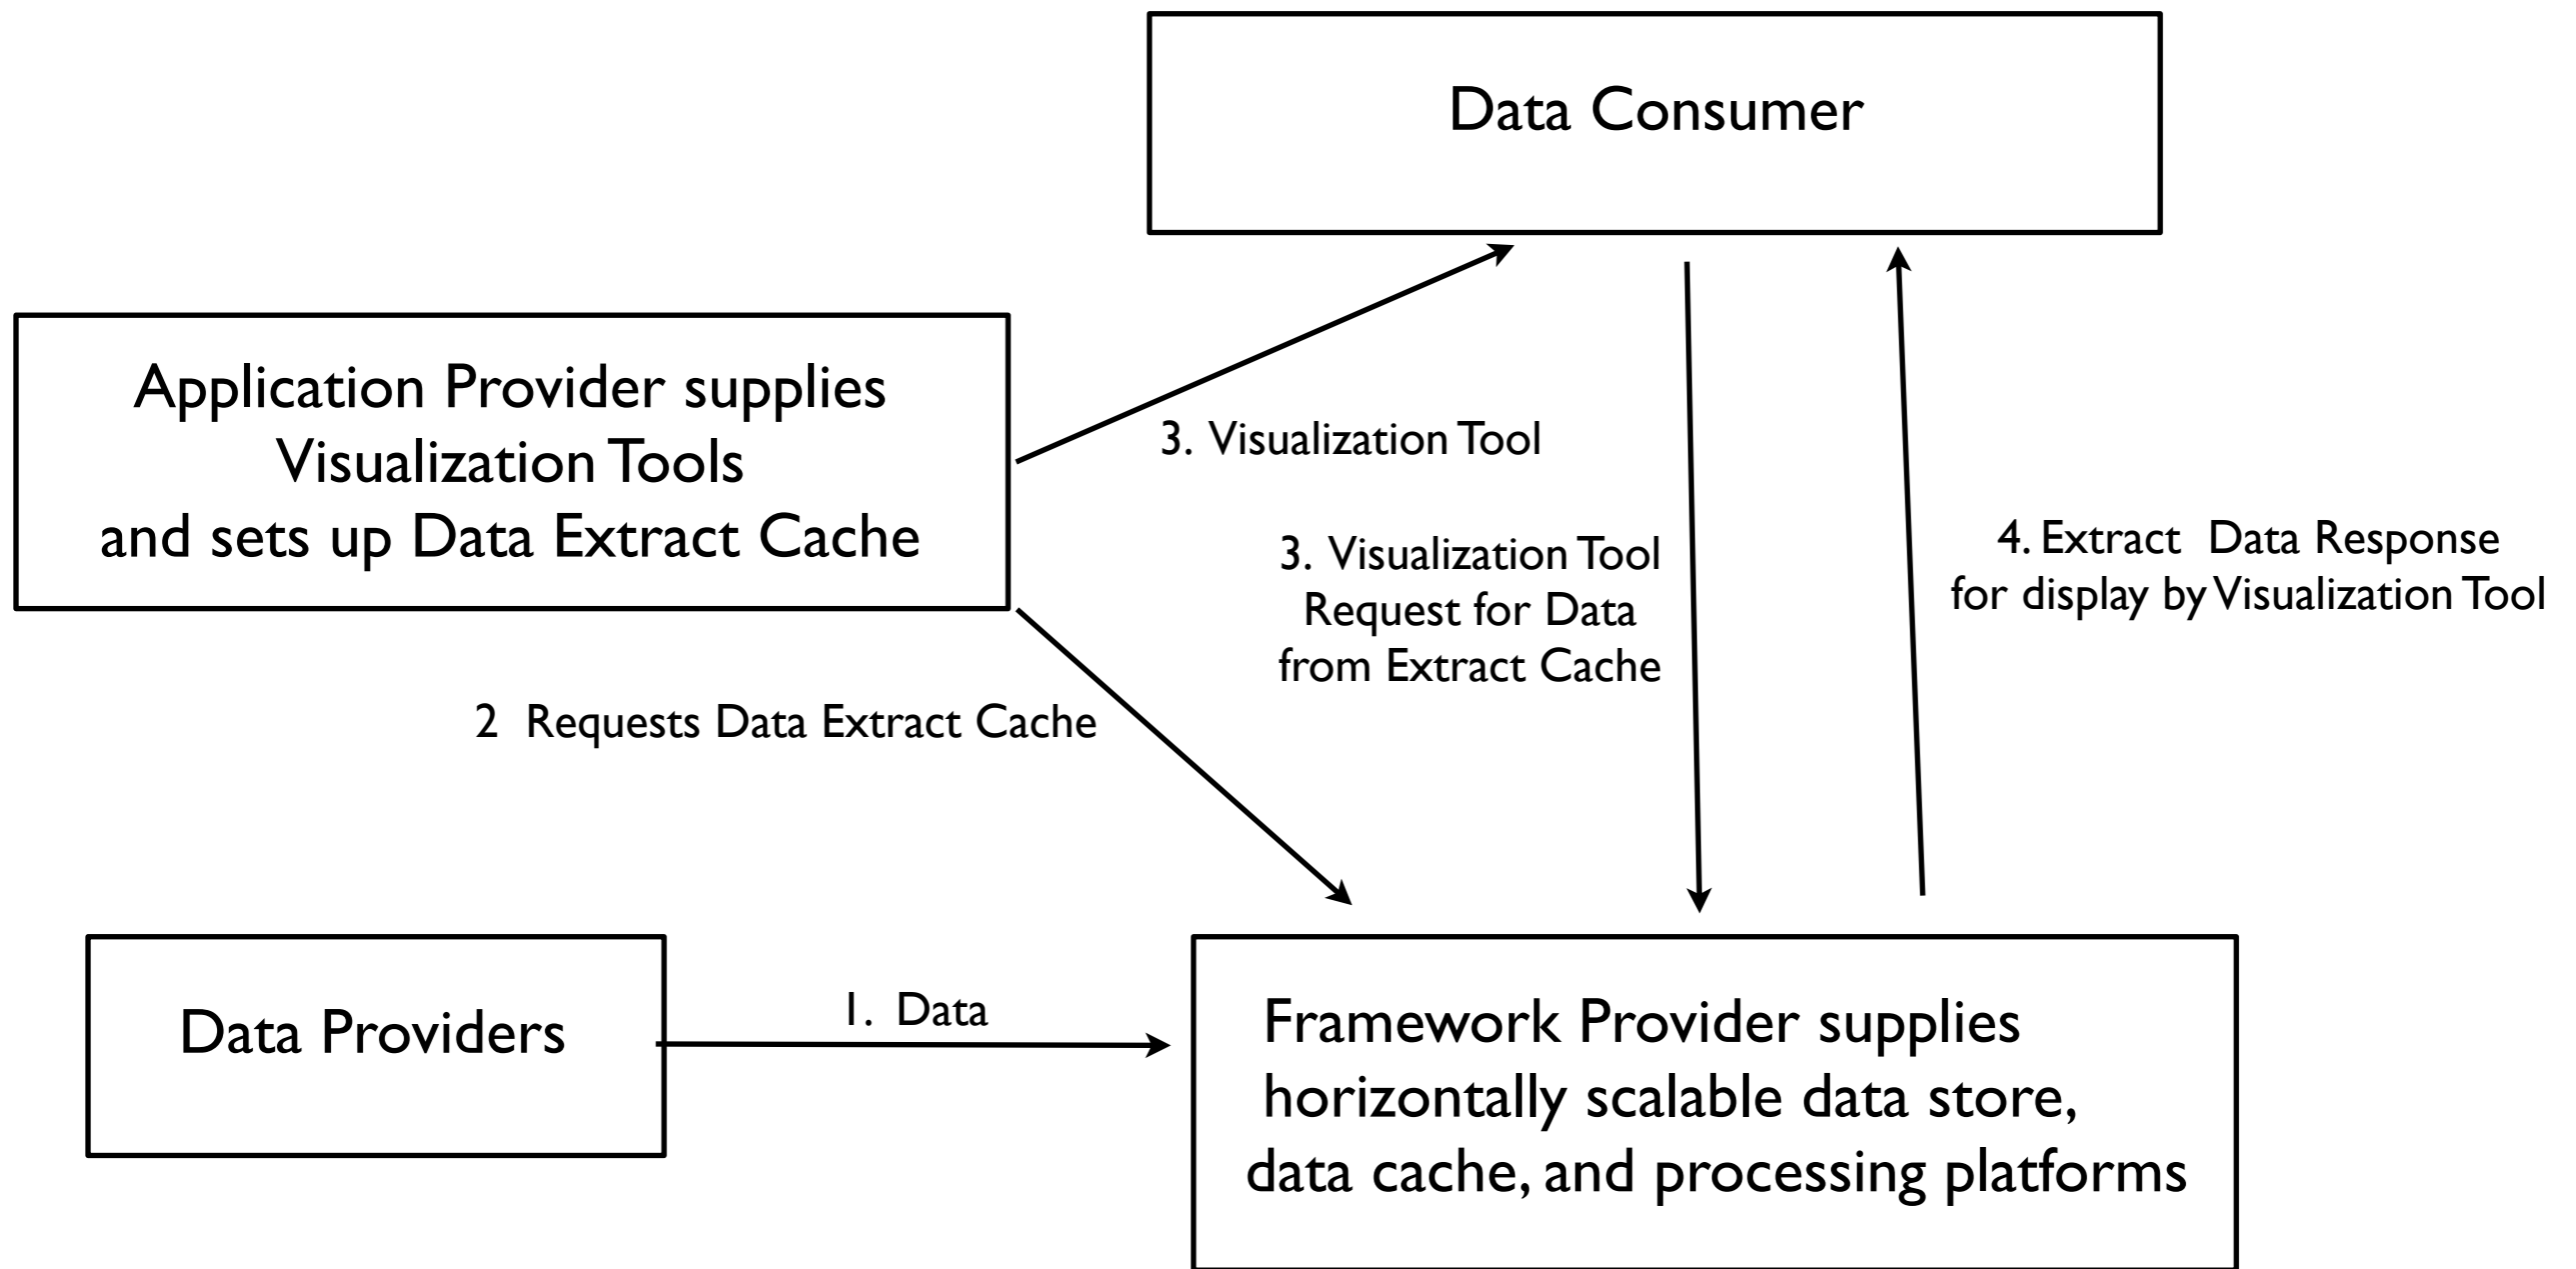 Data Consumer
Application Provider supplies
Visualization Tools
and sets up Data Extract Cache
3. Visualization Tool
3. Visualization Tool
Request for Data
from Extract Cache
4. Extract Data Response
for display by Visualization Tool
2 Requests Data Extract Cache
Data Providers
1. Data
Framework Provider supplies
horizontally scalable data store,
data cache, and processing platforms